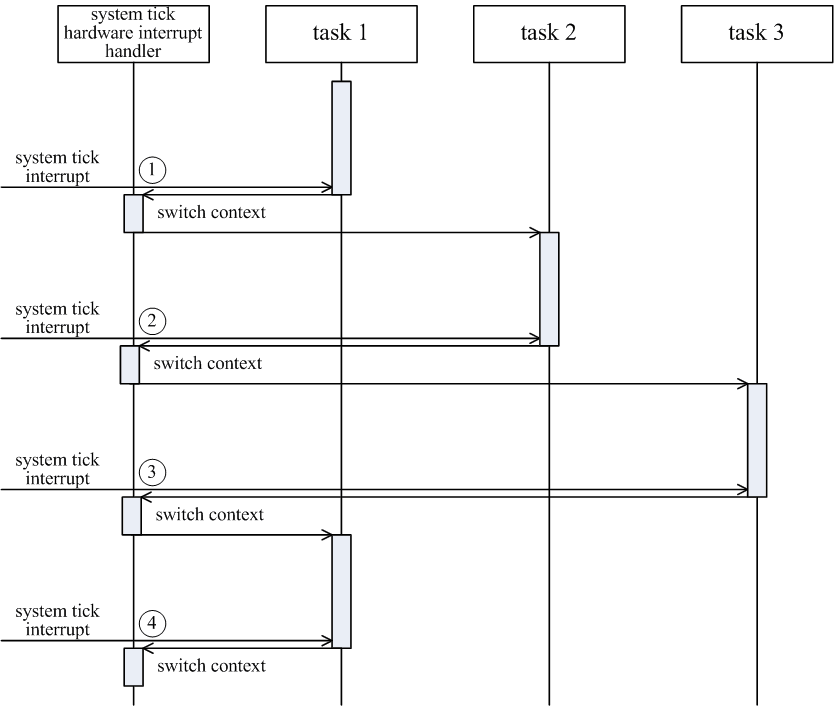 system tick
hardware interrupt
handler
task 1
task 2
task 3
system tick
interrupt
1
switch context
system tick
interrupt
2
switch context
system tick
interrupt
3
switch context
system tick
interrupt
4
switch context